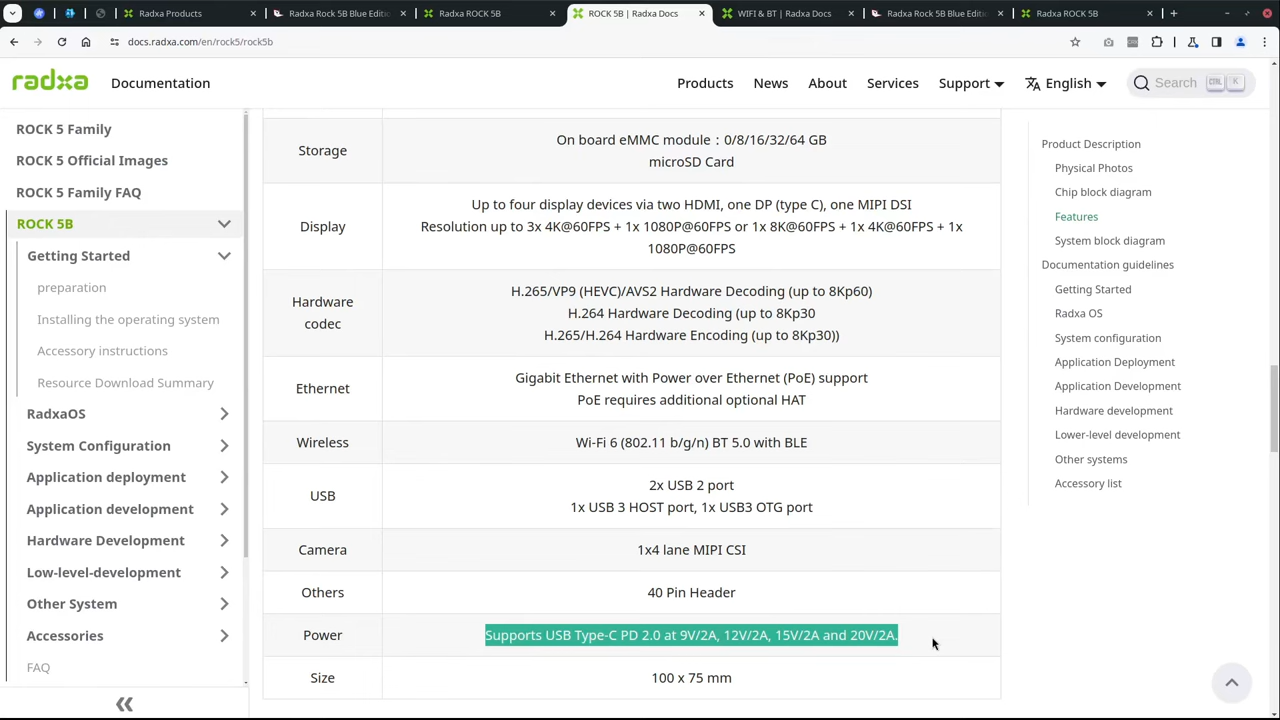 Radxa Products
Radxa Rock 5B Blue Editio
Radxa ROCK 5B
ROCK 5B | Radxa Docs
WIFI & BT | Radxa Docs
Radxa Rock 5B Blue Editio
Radxa ROCK 5B
docs.radxa.com/en/rock5/rock5b
radxa
Documentation
Products
News
About
Services
Support
English
Search
CTRL
K
ROCK 5 Family
ROCK 5 Official Images
ROCK 5 Family FAQ
ROCK 5B
Getting Started
preparation
Installing the operating system
Accessory instructions
Resource Download Summary
RadxaOS
System Configuration
Application deployment
Application development
Hardware Development
Low-level-development
Other System
Accessories
FAQ
Storage
On board eMMC module：0/8/16/32/64 GB
microSD Card
Display
Up to four display devices via two HDMI, one DP (type C), one MIPI DSI
Resolution up to 3x 4K@60FPS + 1x 1080P@60FPS or 1x 8K@60FPS + 1x 4K@60FPS + 1x
1080P@60FPS
Hardware
codec
H.265/VP9 (HEVC)/AVS2 Hardware Decoding (up to 8Kp60)
H.264 Hardware Decoding (up to 8Kp30
H.265/H.264 Hardware Encoding (up to 8Kp30))
Ethernet
Gigabit Ethernet with Power over Ethernet (PoE) support
PoE requires additional optional HAT
Wireless
Wi-Fi 6 (802.11 b/g/n) BT 5.0 with BLE
USB
2x USB 2 port
1x USB 3 HOST port, 1x USB3 OTG port
Camera
1x4 lane MIPI CSI
Others
40 Pin Header
Power
Supports USB Type-C PD 2.0 at 9V/2A, 12V/2A, 15V/2A and 20V/2A.
Size
100 x 75 mm
Product Description
Physical Photos
Chip block diagram
Features
System block diagram
Documentation guidelines
Getting Started
Radxa OS
System configuration
Application Deployment
Application Development
Hardware development
Lower-level development
Other systems
Accessory list